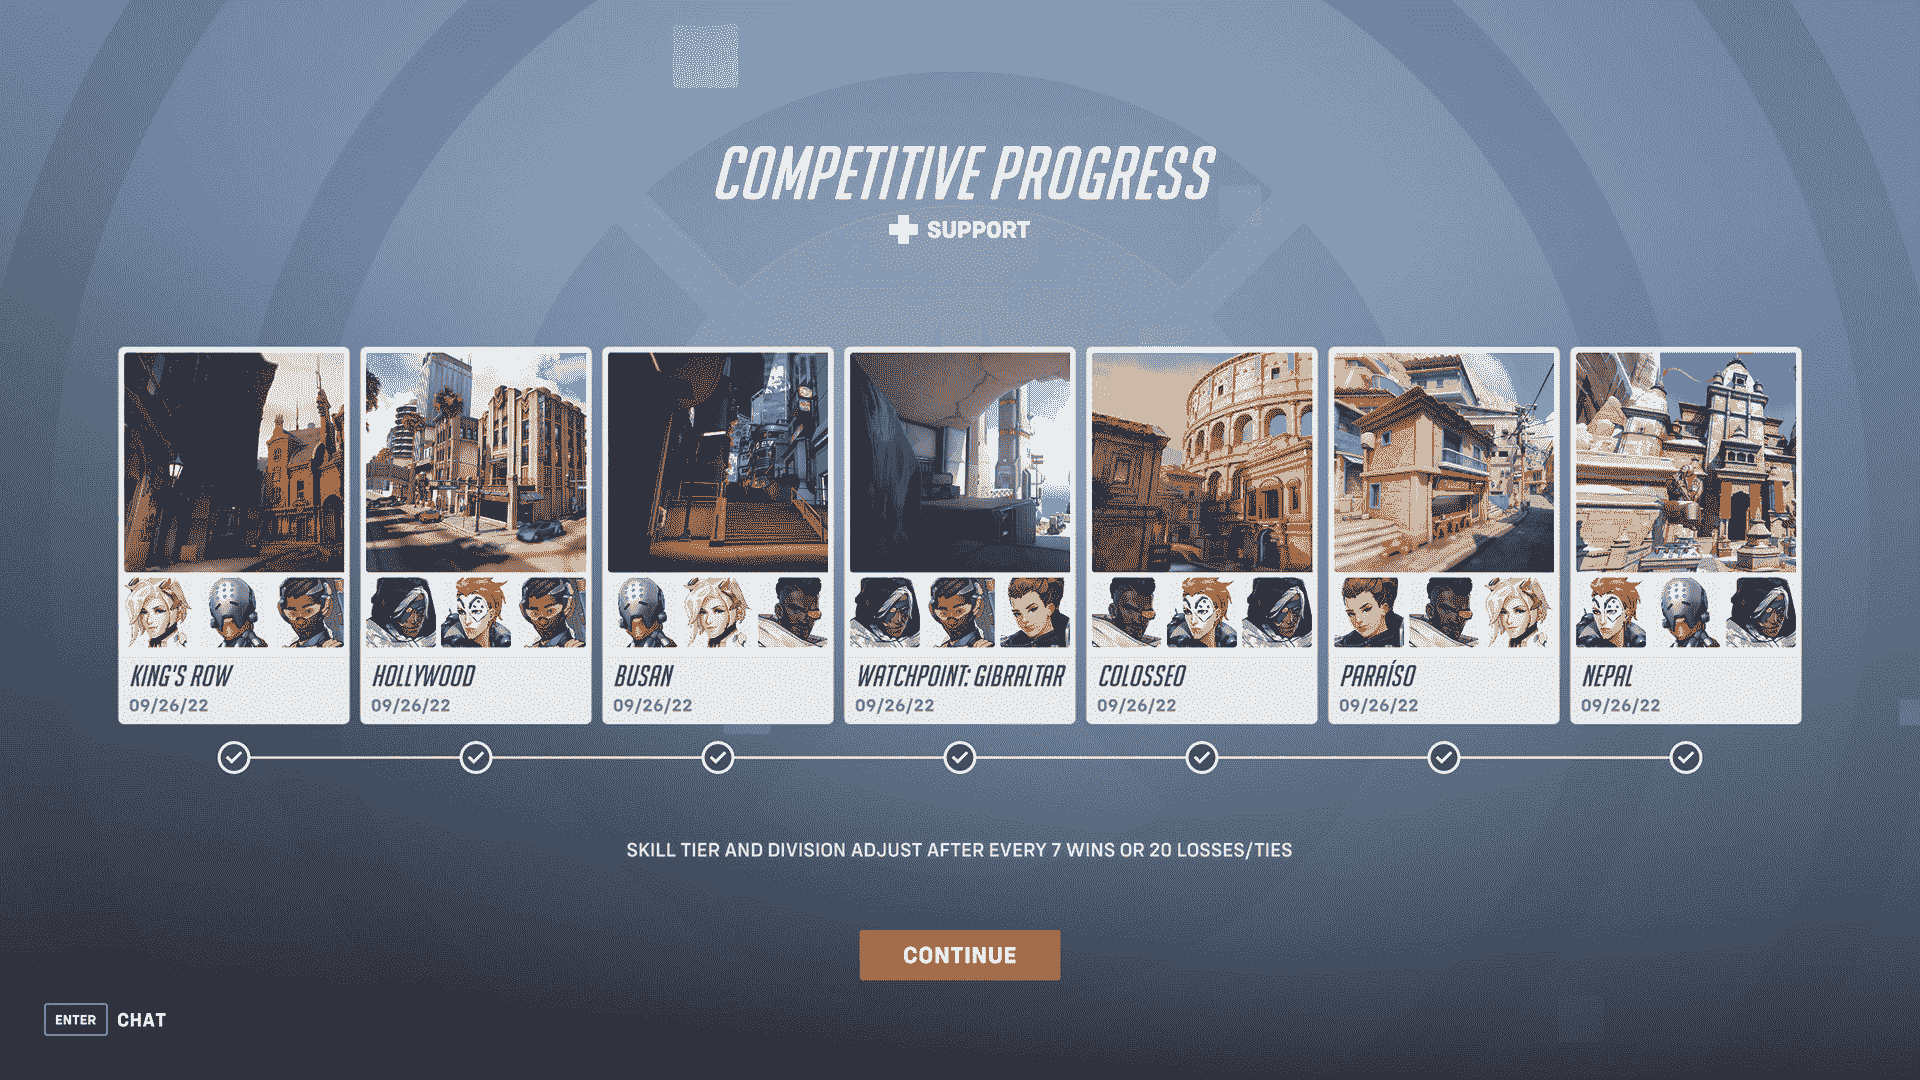 COMPETITIVE PROGRESS
SUPPORT
KING'S ROW
09/26/22
HOLLYWOOD
09/26/22
BUSAN
09/26/22
WATCHPOINT: GIBRALTAR
09/26/22
COLOSSEO
09/26/22
PARAÍSO
09/26/22
NEPAL
09/26/22
SKILL TIER AND DIVISION ADJUST AFTER EVERY 7 WINS OR 20 LOSSES/TIES
CONTINUE
ENTER CHAT